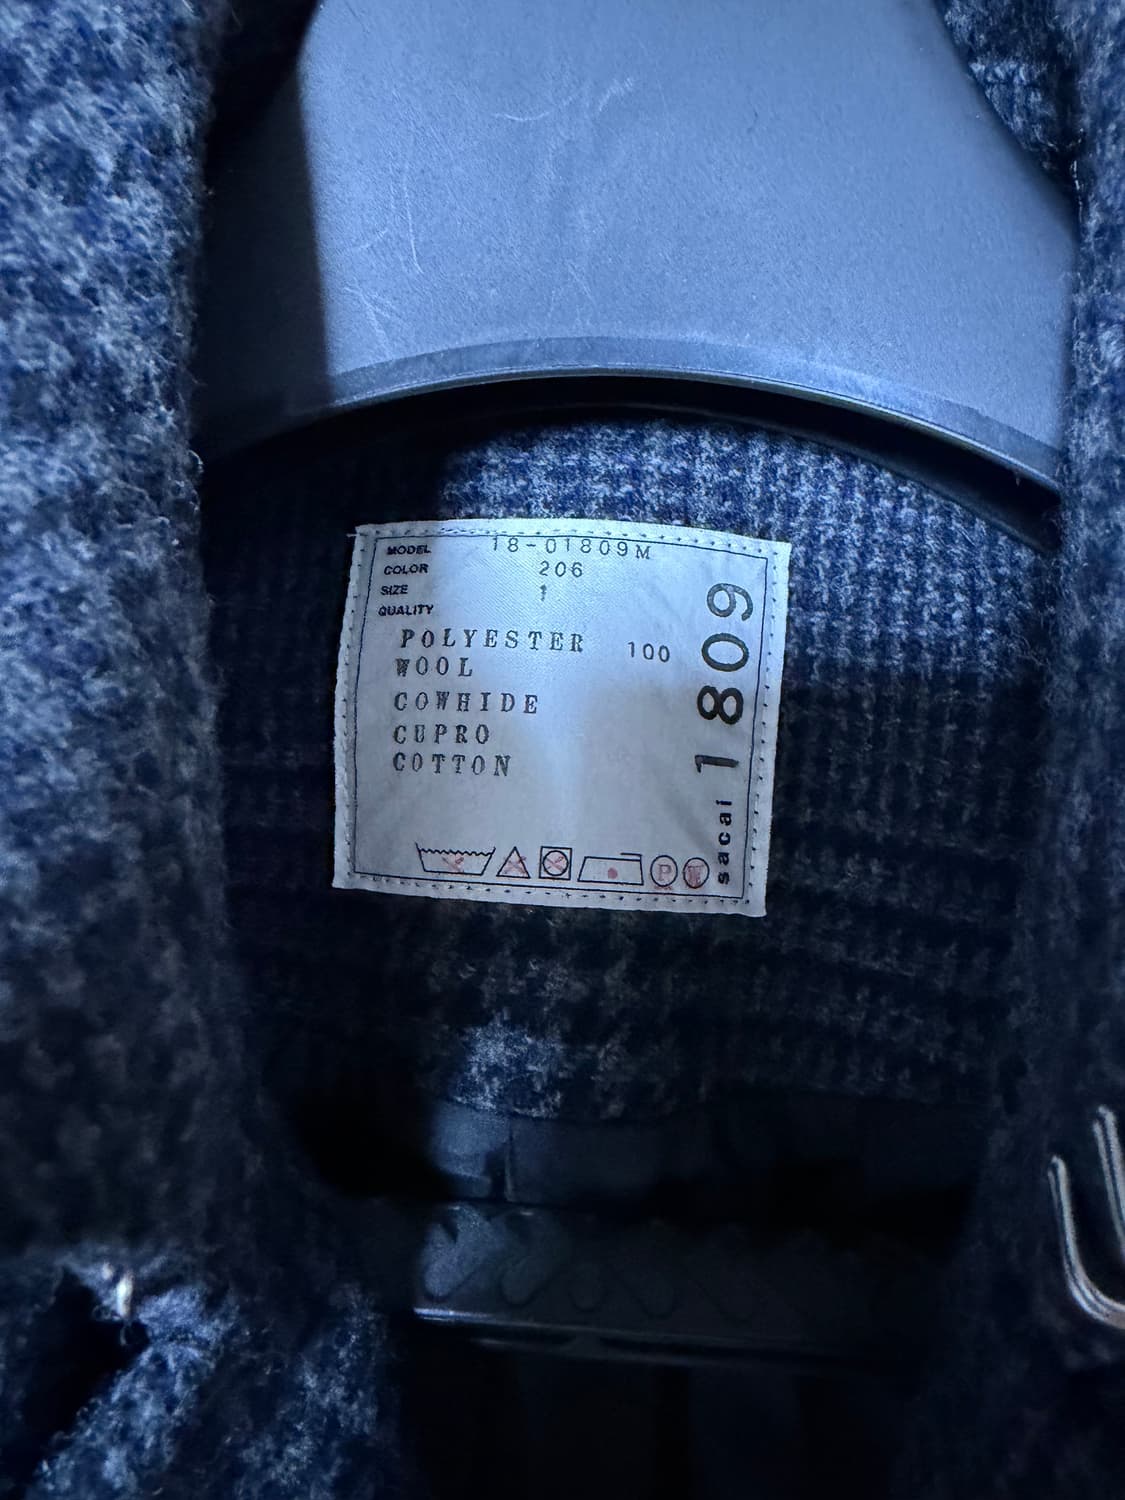 MODEL 18-01809M
COLOR 206
SIZE 1
QUALITY
POLYESTER 100
WOOL
COWHIDE
CUPRO
COTTON
P W
sacai 1809